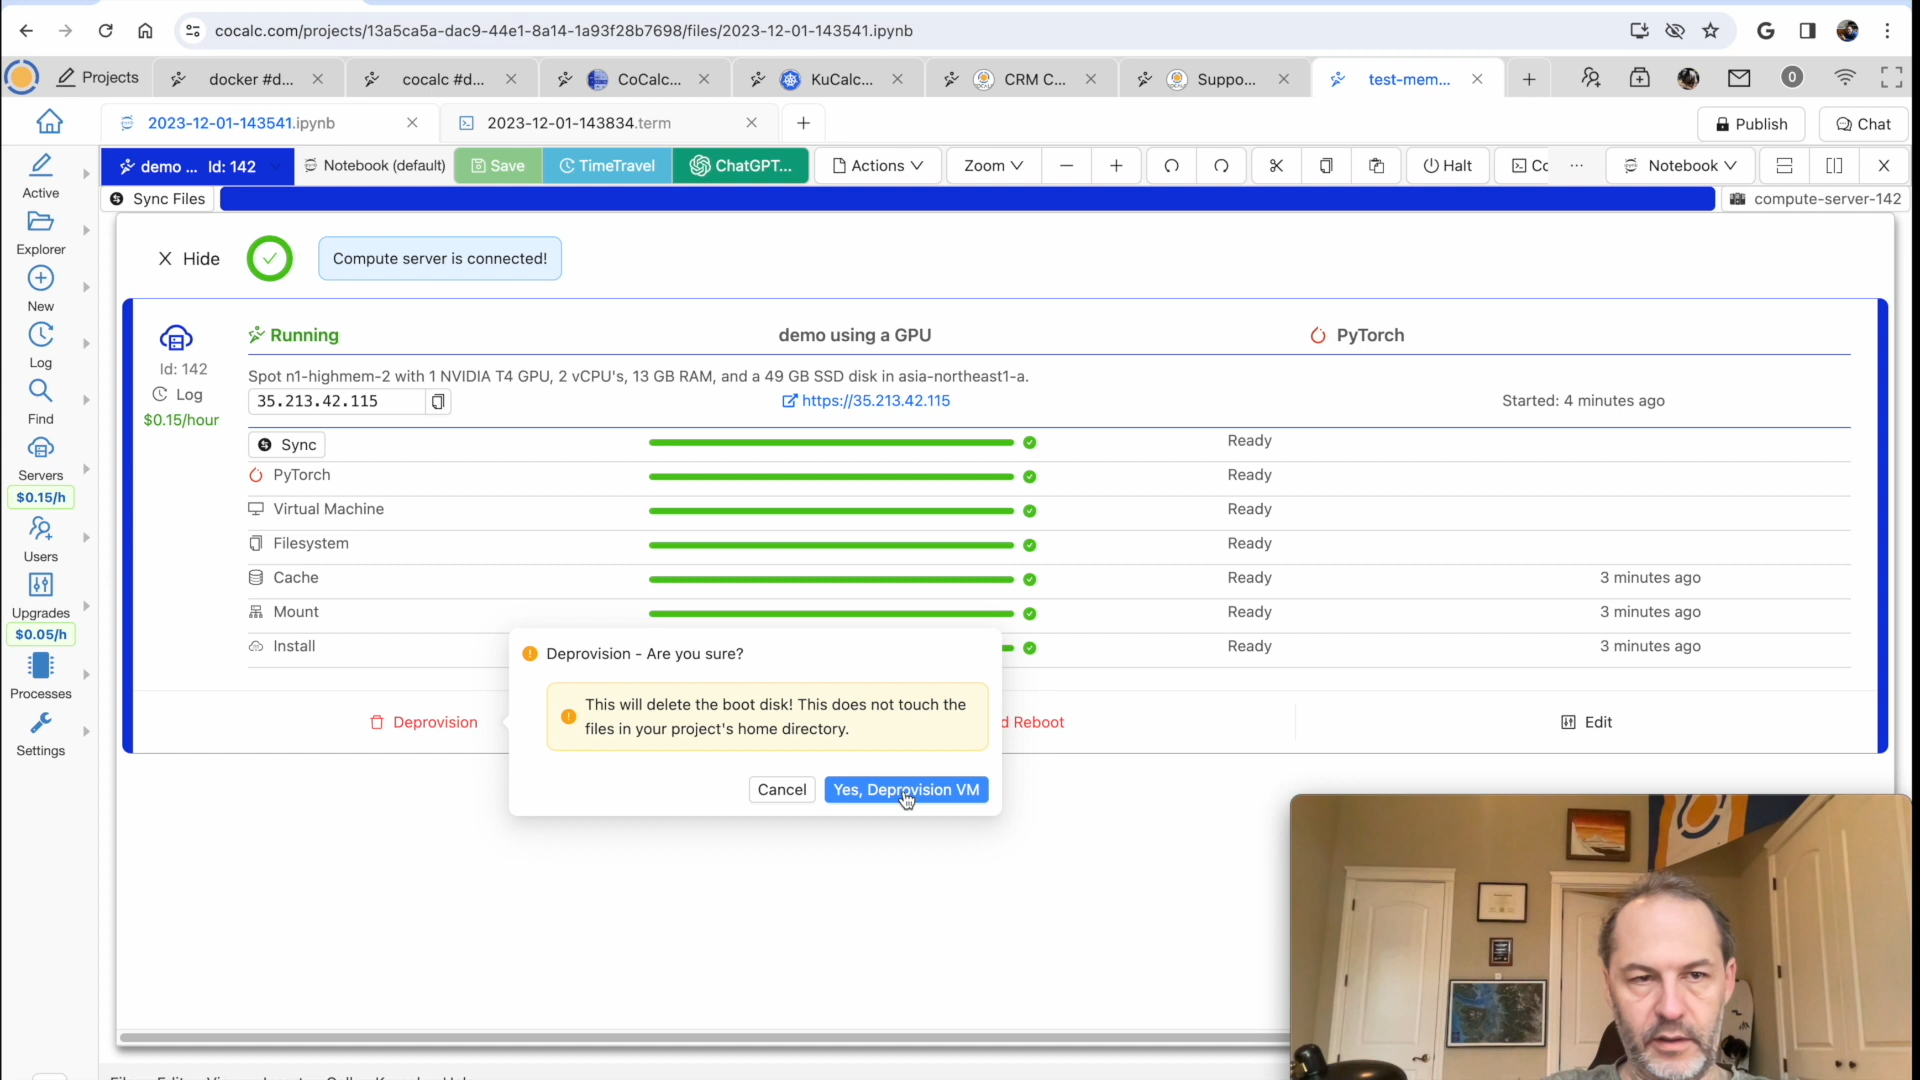 cocalc.com/projects/13a5ca5a-dac9-44e1-8a14-1a93f28b7698/files/2023-12-01-143541.ipynb
Projects docker #d... cocalc #d... CoCalc... KuCalc... CRM C... Suppo... test-mem... 0
2023-12-01-143541.ipynb 2023-12-01-143834.term Publish Chat
demo ... Id: 142 Notebook (default) Save TimeTravel ChatGPT... Actions Zoom Halt Cc ... Notebook
Sync Files compute-server-142
Active
Explorer
New
Log
Find
Servers
$0.15/h
Users
Upgrades
$0.05/h
Processes
Settings
Hide Compute server is connected!
Running demo using a GPU PyTorch
Id: 142
Log
$0.15/hour
Spot n1-highmem-2 with 1 NVIDIA T4 GPU, 2 vCPU's, 13 GB RAM, and a 49 GB SSD disk in asia-northeast1-a.
35.213.42.115 https://35.213.42.115 Started: 4 minutes ago
Sync Ready
PyTorch Ready
Virtual Machine Ready
Filesystem Ready
Cache Ready 3 minutes ago
Mount Ready 3 minutes ago
Install Ready 3 minutes ago
Deprovision - Are you sure?
This will delete the boot disk! This does not touch the
files in your project's home directory.
Deprovision d Reboot Edit
Cancel Yes, Deprovision VM